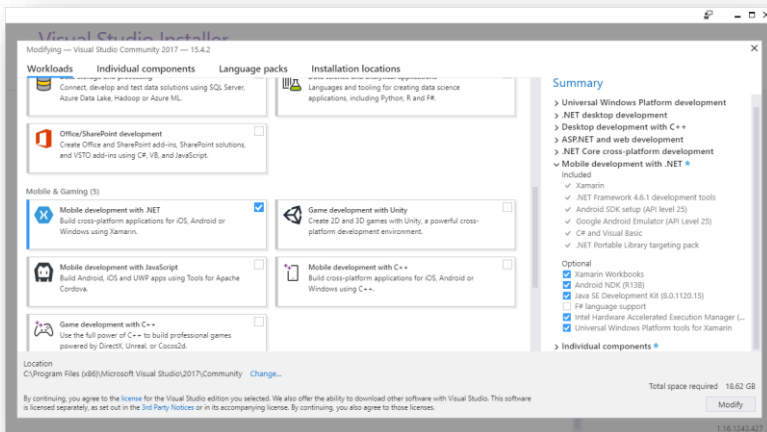 Visual Studio Installer
Modifying — Visual Studio Community 2017 — 15.4.2
Workloads Individual components Language packs Installation locations
Data storage and processing
Connect, develop and test data solutions using SQL Server,
Azure Data Lake, Hadoop or Azure ML.
Data science and analytical applications
Languages and tooling for creating data science
applications, including Python, R and F#.
Office/SharePoint development
Create Office and SharePoint add-ins, SharePoint solutions,
and VSTO add-ins using C#, VB, and JavaScript.
Mobile & Gaming (5)
Mobile development with .NET
Build cross-platform applications for iOS, Android or
Windows using Xamarin.
Game development with Unity
Create 2D and 3D games with Unity, a powerful cross-
platform development environment.
Mobile development with JavaScript
Build Android, iOS and UWP apps using Tools for Apache
Cordova.
Mobile development with C++
Build cross-platform applications for iOS, Android or
Windows using C++.
Game development with C++
Use the full power of C++ to build professional games
powered by DirectX, Unreal, or Cocos2d.
Summary
Universal Windows Platform development
.NET desktop development
Desktop development with C++
ASP.NET and web development
.NET Core cross-platform development
Mobile development with .NET *
Included
Xamarin
.NET Framework 4.6.1 development tools
Android SDK setup (API level 25)
Google Android Emulator (API Level 25)
C# and Visual Basic
.NET Portable Library targeting pack
Optional
Xamarin Workbooks
Android NDK (R13B)
Java SE Development Kit (8.0.1120.15)
F# language support
Intel Hardware Accelerated Execution Manager (...
Universal Windows Platform tools for Xamarin
Individual components *
Location
C:\Program Files (x86)\Microsoft Visual Studio\2017\Community Change...
Total space required 18.62 GB
By continuing, you agree to the license for the Visual Studio edition you selected. We also offer the ability to download other software with Visual Studio. This software
is licensed separately, as set out in the 3rd Party Notices or in its accompanying license. By continuing, you also agree to those licenses.
Modify
1.16.1243.427